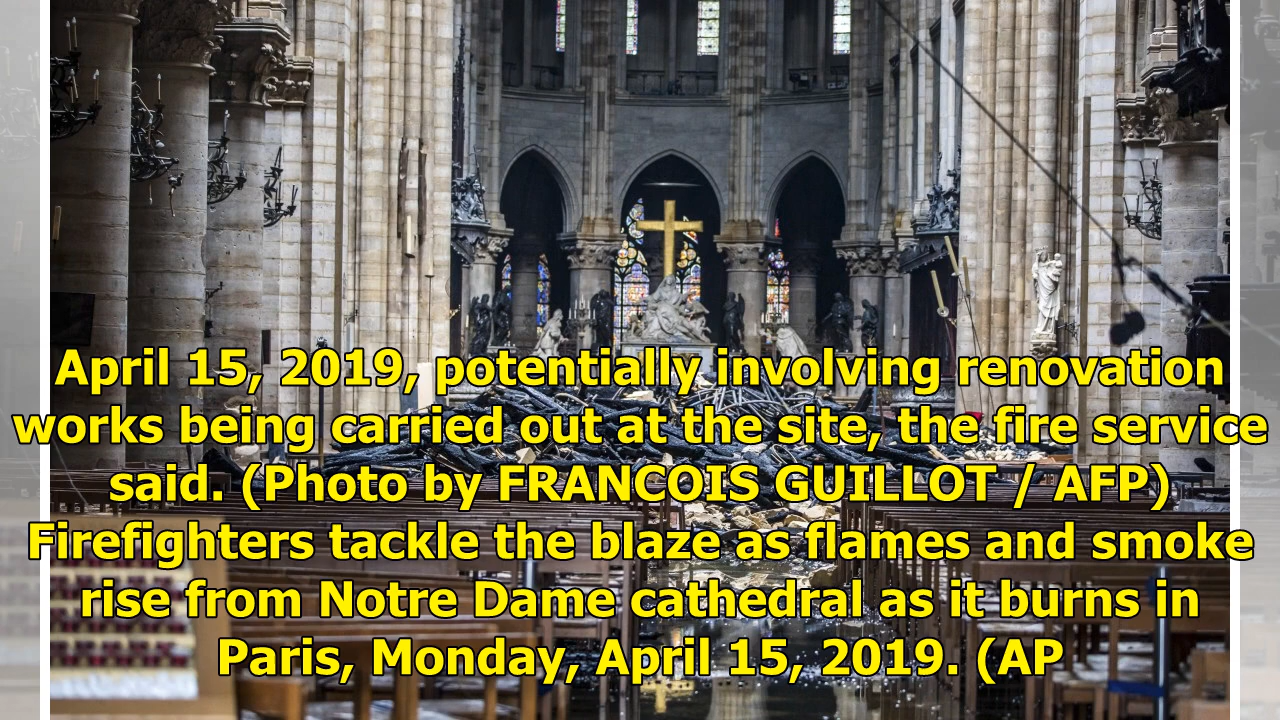 April 15, 2019, potentially involving renovation
works being carried out at the site, the fire service
said. (Photo by FRANCOIS GUILLOT / AFP)
Firefighters tackle the blaze as flames and smoke
rise from Notre Dame cathedral as it burns in
Paris, Monday, April 15, 2019. (AP